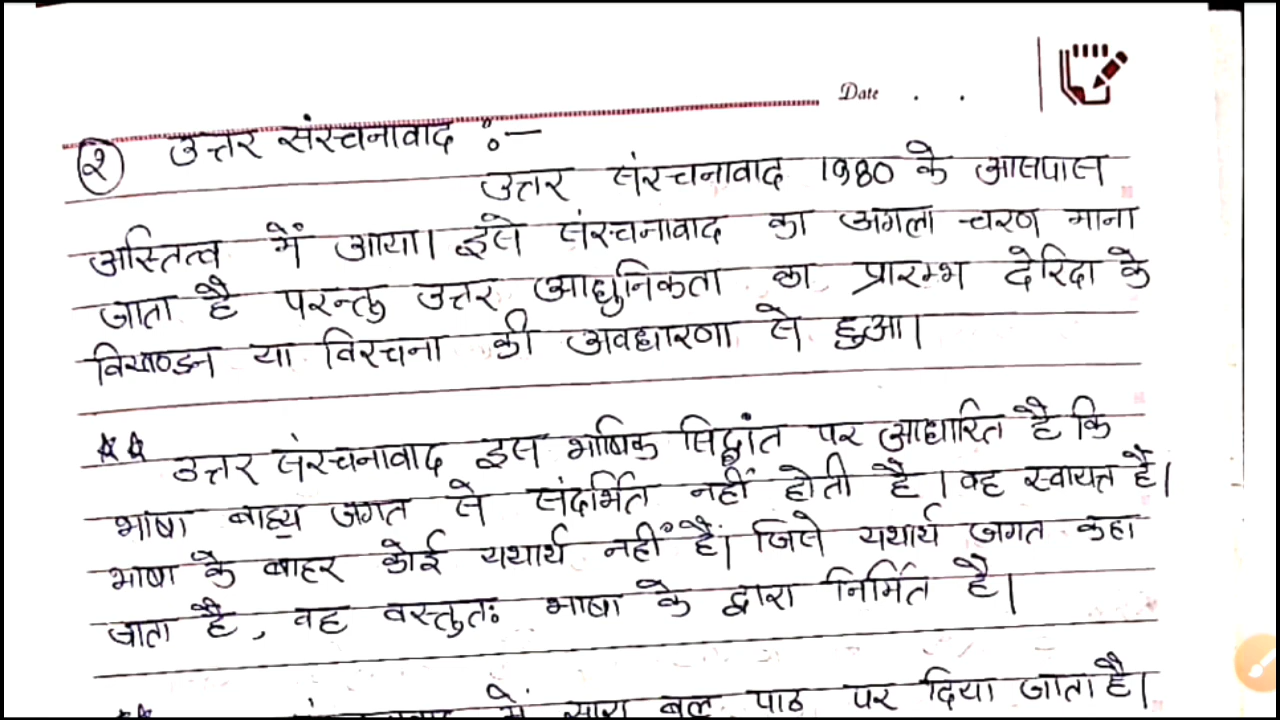 Date . .
२ उत्तर संरचनावाद :-
उत्तर संरचनावाद 1980 के आसपास
अस्तित्व में आया। इसे संरचनावाद का अगला चरण माना
जाता है परन्तु उत्तर आधुनिकता का प्रारम्भ देरिदा के
विखण्डन या विरचना की अवधारणा से हुआ।
** उत्तर संरचनावाद इस भाषिक सिद्धांत पर आधारित है कि
भाषा बाह्य जगत से संदर्भित नहीं होती है। वह स्वायत्त है।
भाषा के बाहर कोई यथार्थ नहीं है। जिसे यथार्थ जगत कहा
जाता है, वह वस्तुतः भाषा के द्वारा निर्मित है।
में सारा बल पाठ पर दिया जाता है।